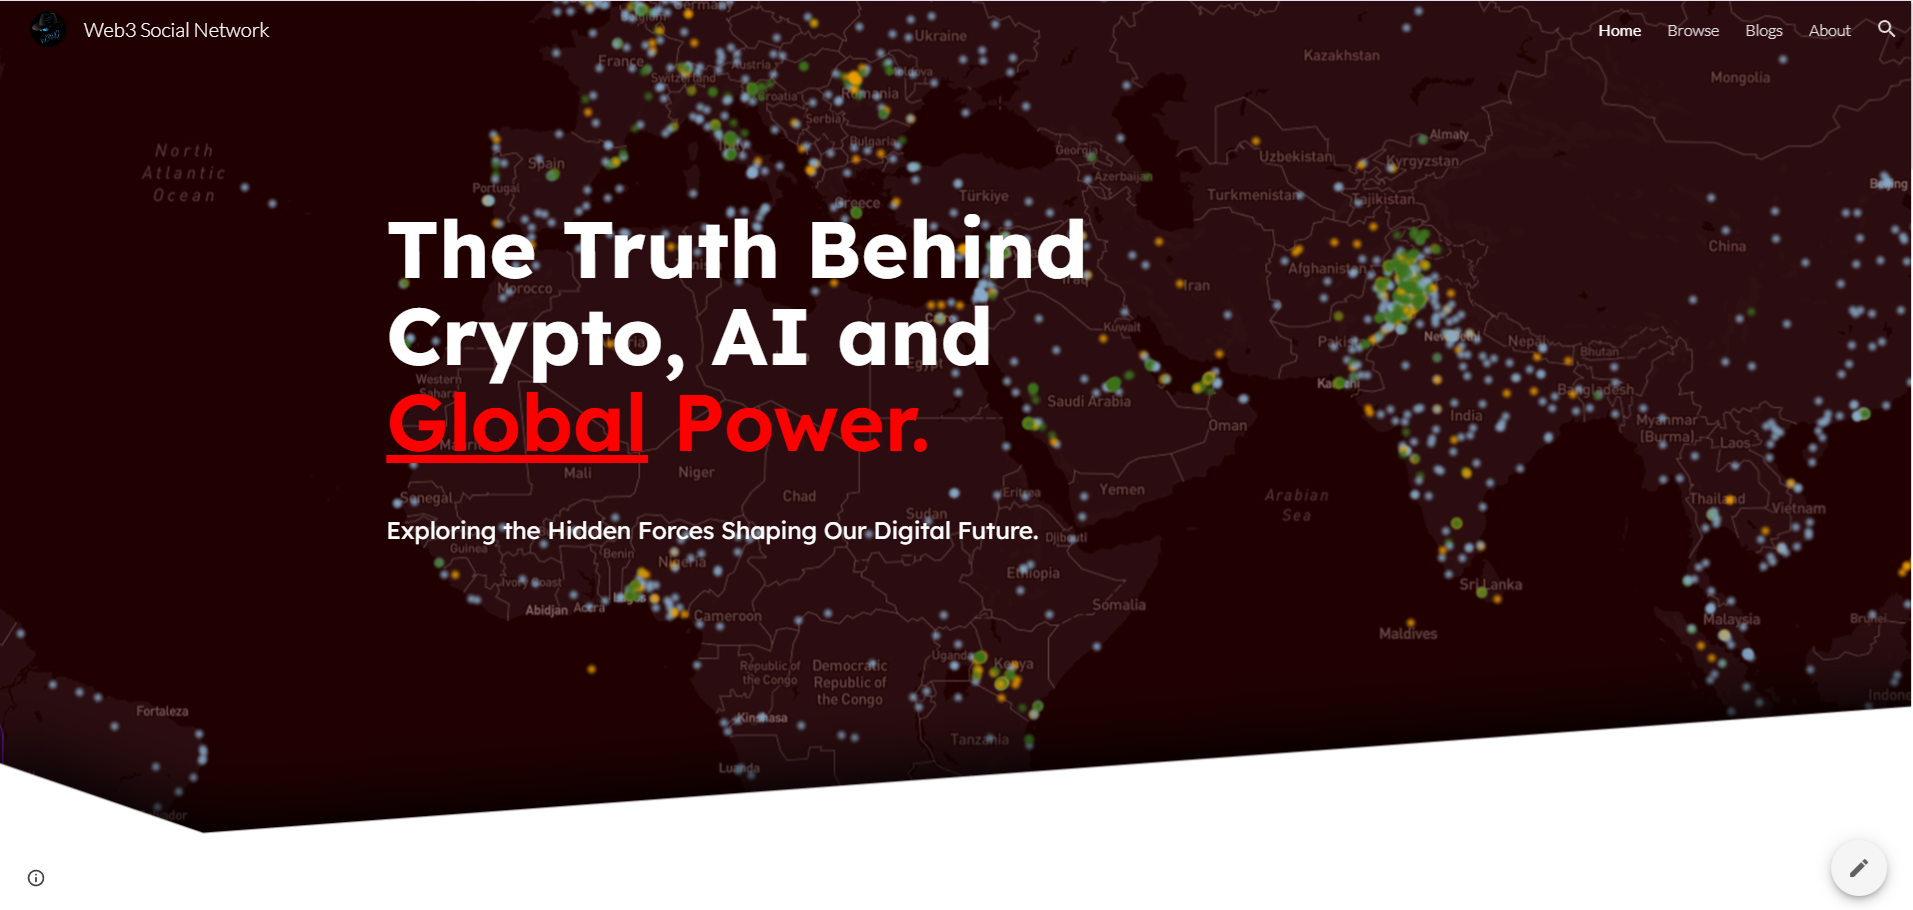 Web3 Social Network
Home
Browse
Blogs
About
Germany
Belgium
Ukraine
Kazakhstan
Mongolia
France
Austria
Switzerland
Moldova
Croatia
Romania
Serbia
Italy
Bulgaria
North
Atlantic
Ocean
Spain
Portugal
Georgia
Almaty
Uzbekistan
Kyrgyzstan
Azerbaijan
Beijing
Greece
Türkiye
Turkmenistan
Tajikistan
China
The Truth Behind
Crypto, AI and
Global Power.
Morocco
Iraq
Iran
Afghanistan
Kuwait
New Delhi
Nepal
Bhutan
Egypt
Western
Sahara
Karachi
Bangladesh
Saudi Arabia
India
Oman
Myanmar
(Burma)
Laos
Mali
Niger
Chad
Senegal
Eritrea
Yemen
Arabian
Sea
Thailand
Vietnam
Sudan
Exploring the Hidden Forces Shaping Our Digital Future.
Djibouti
Guinea
Benin
Nigeria
Ethiopia
Ivory Coast
Sri Lanka
Abidjan
Accra
Lagos
Cameroon
Somalia
Maldives
Malaysia
Brunei
Republic of
the Congo
Democratic
Republic of
the Congo
Uganda
Kenya
Fortaleza
Kinshasa
Tanzania
Luanda